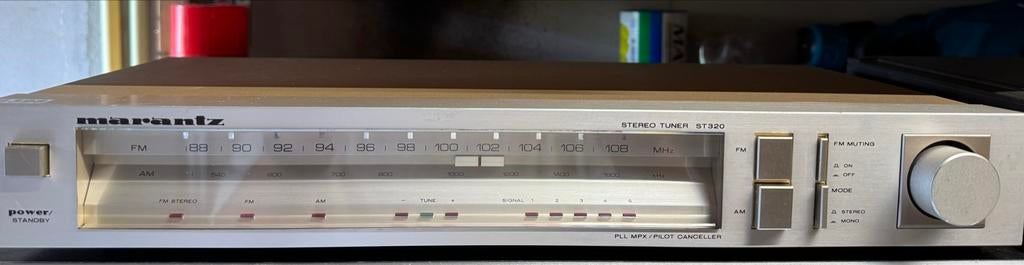 marantz
STEREO TUNER ST320
FM 88 90 92 94 96 98 100 102 104 106 108 MHz
AM 540 600 700 800 1000 1200 1400 1600 kHz
FM STEREO FM AM − TUNE + SIGNAL 1 2 3 4 5
PLL MPX/PILOT CANCELLER
power/
STANDBY
FM
AM
FM MUTING
ON
OFF
MODE
STEREO
MONO